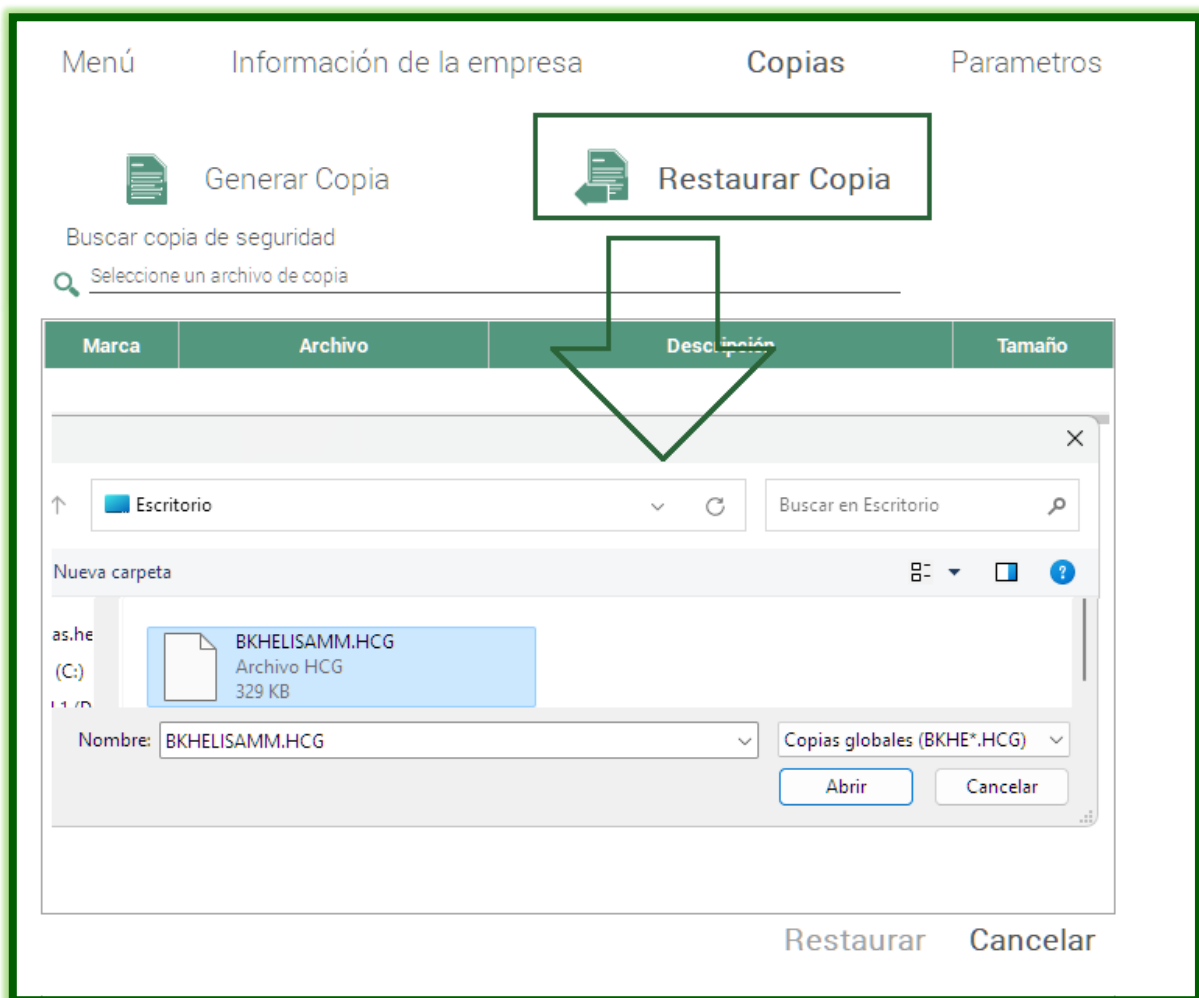 Menú Información de la empresa Copias Parametros
Generar Copia Restaurar Copia
Buscar copia de seguridad
Seleccione un archivo de copia
Marca Archivo Descripción Tamaño
Escritorio Buscar en Escritorio
Nueva carpeta
as.he
BKHELISAMM.HCG
(C:) Archivo HCG
329 KB
Nombre: BKHELISAMM.HCG Copias globales (BKHE*.HCG)
Abrir Cancelar
Restaurar Cancelar